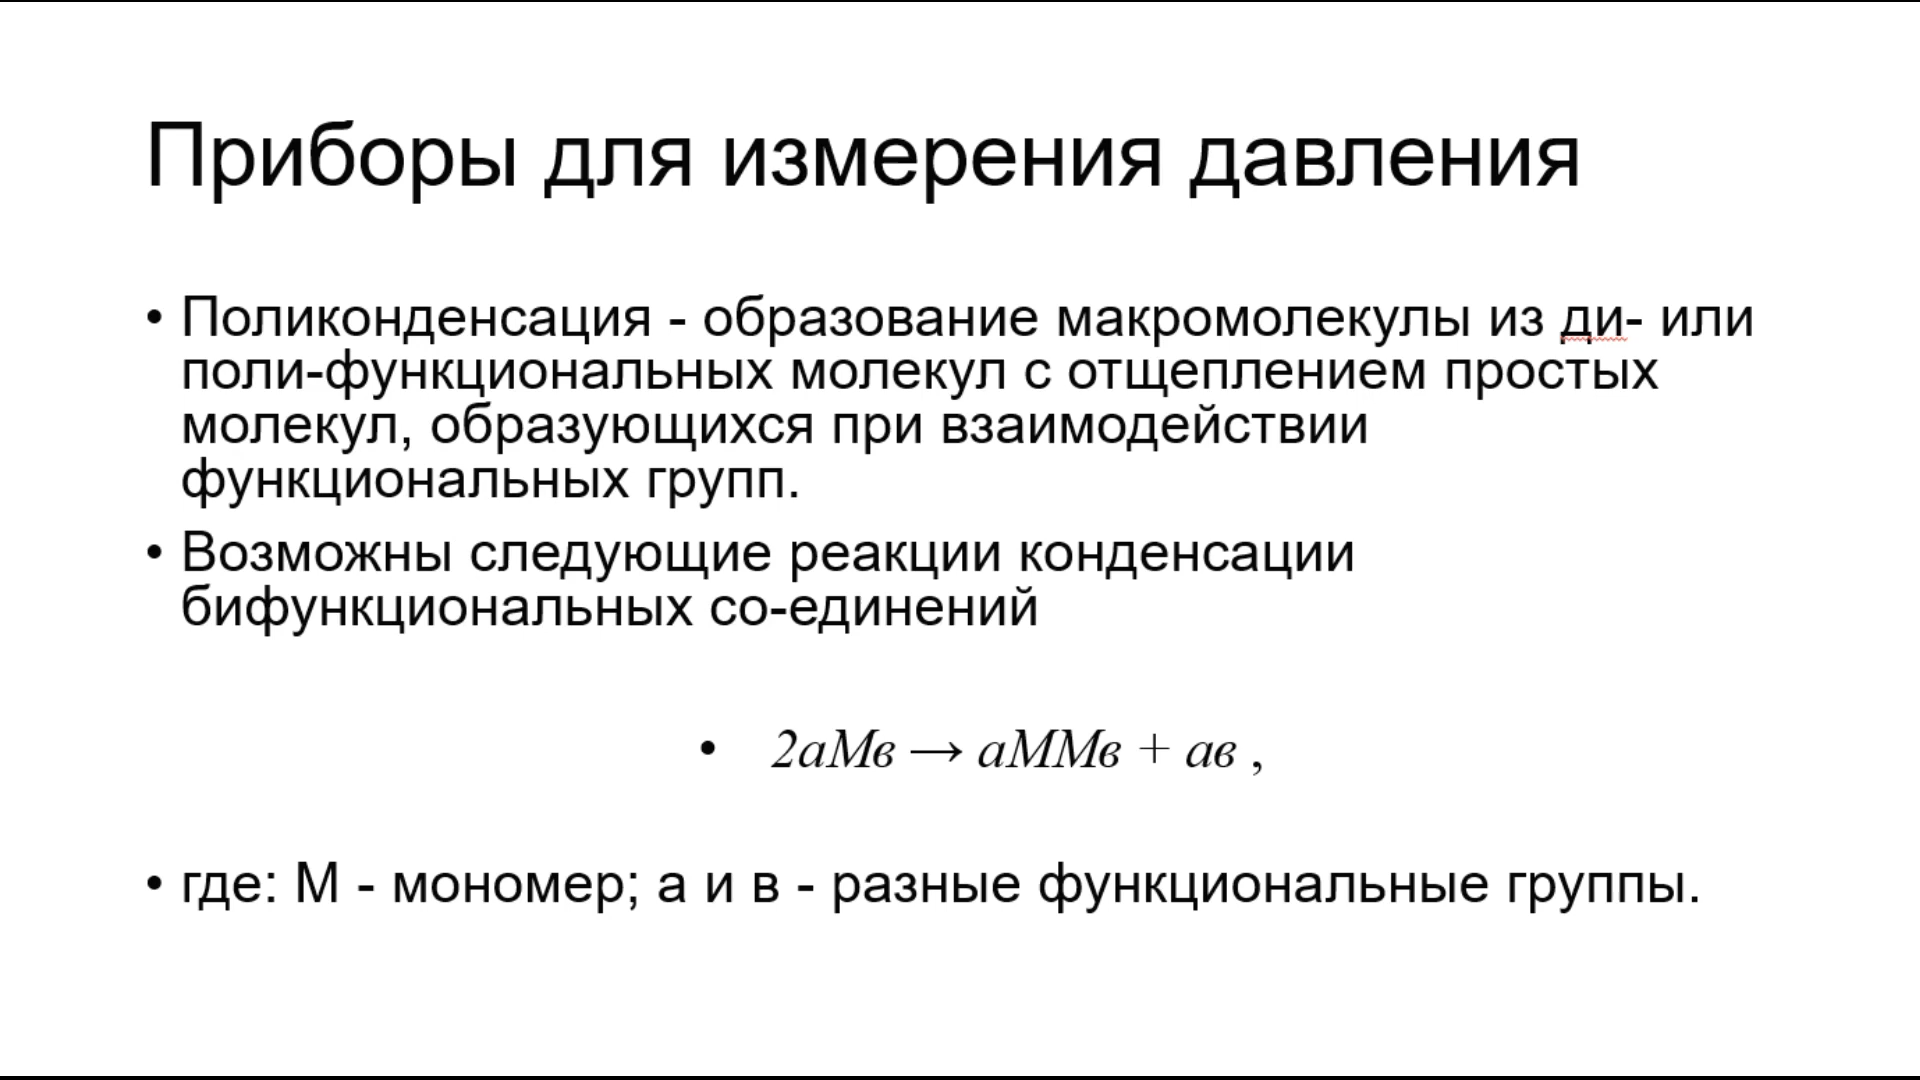 Приборы для измерения давления
• Поликонденсация - образование макромолекулы из ди- или
поли-функциональных молекул с отщеплением простых
молекул, образующихся при взаимодействии
функциональных групп.
• Возможны следующие реакции конденсации
бифункциональных со-единений
• 2аМв → аММв + ав ,
• где: М - мономер; а и в - разные функциональные группы.